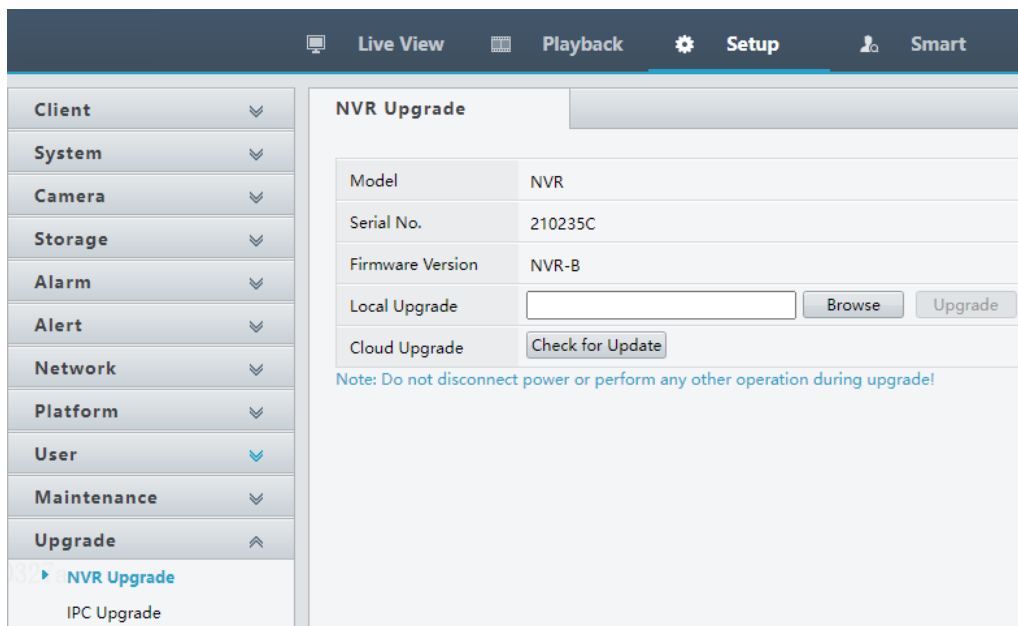 Live View Playback Setup Smart
Client
System
Camera
Storage
Alarm
Alert
Network
Platform
User
Maintenance
Upgrade
NVR Upgrade
IPC Upgrade
NVR Upgrade
Model NVR
Serial No. 210235C
Firmware Version NVR-B
Local Upgrade Browse Upgrade
Cloud Upgrade Check for Update
Note: Do not disconnect power or perform any other operation during upgrade!